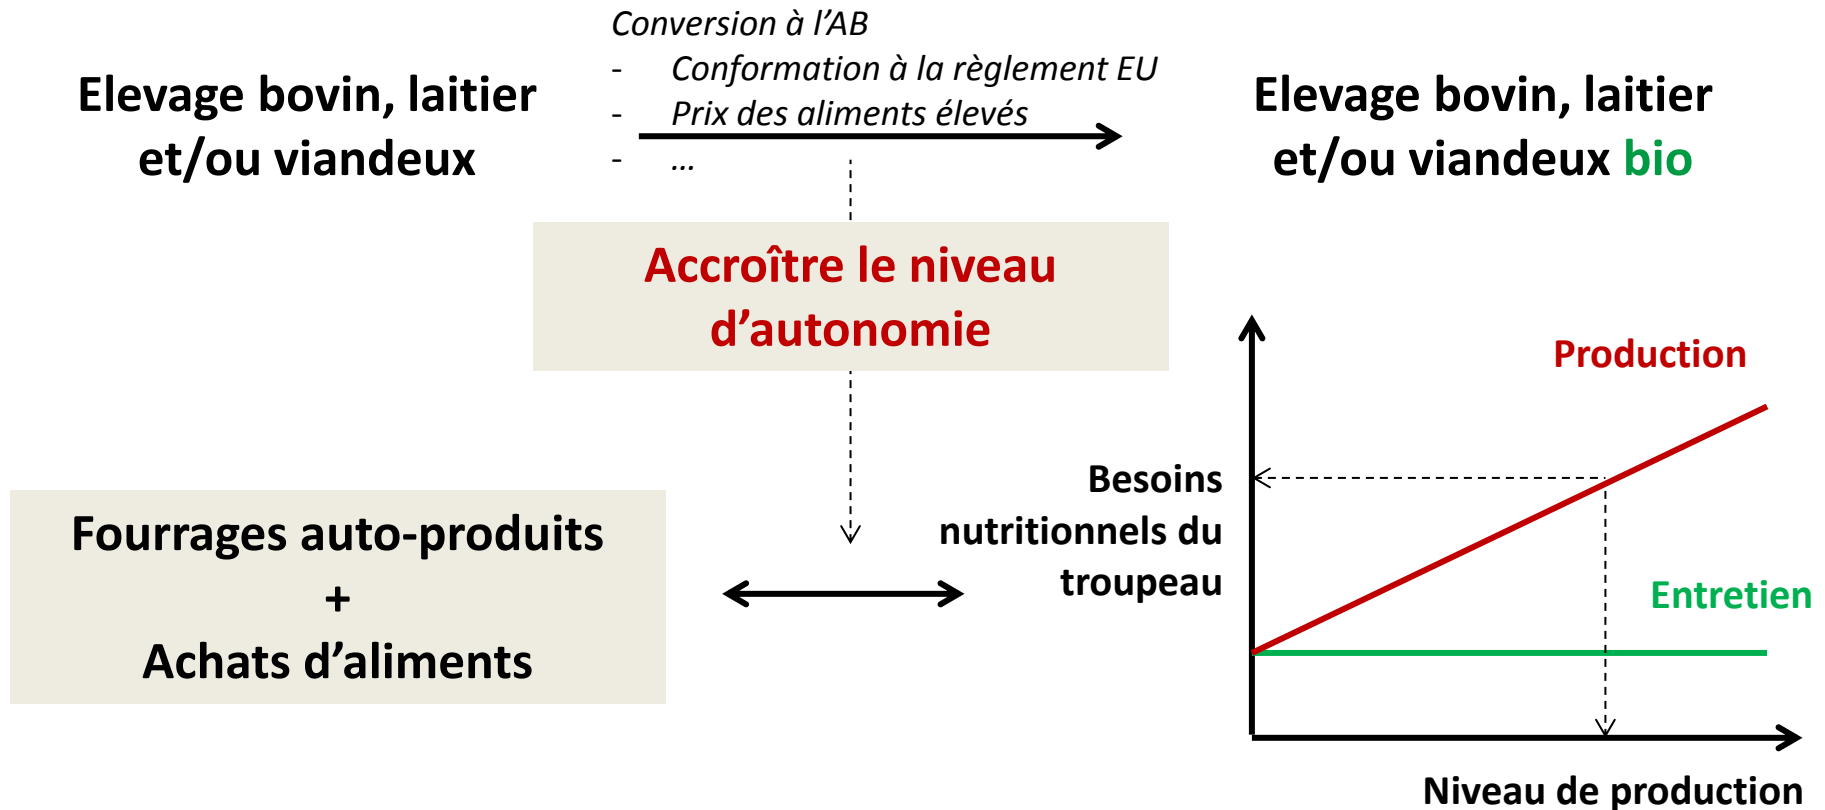 Conversion à l’AB
- Conformation à la règlement EU
- Prix des aliments élevés
- ...
Elevage bovin, laitier
et/ou viandeux
Elevage bovin, laitier
et/ou viandeux bio
Accroître le niveau
d’autonomie
Production
Besoins
nutritionnels du
troupeau
Entretien
Niveau de production
Fourrages auto-produits
+
Achats d’aliments